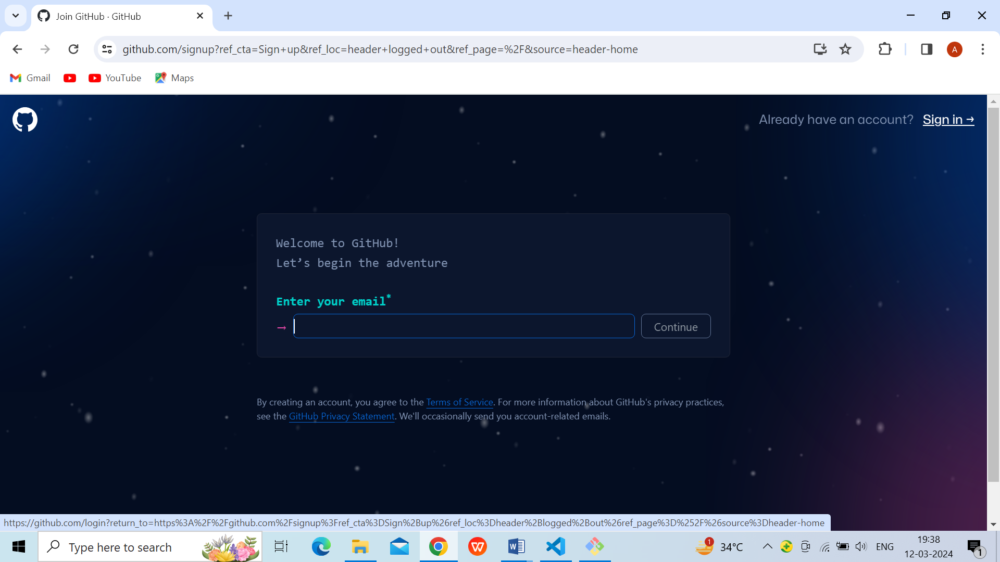 Join GitHub · GitHub
github.com/signup?ref_cta=Sign+up&ref_loc=header+logged+out&ref_page=%2F&source=header-home
A
Gmail
YouTube
Maps
Already have an account? Sign in →
Welcome to GitHub!
Let’s begin the adventure
Enter your email*
→
Continue
By creating an account, you agree to the Terms of Service. For more information about GitHub's privacy practices,
see the GitHub Privacy Statement. We'll occasionally send you account-related emails.
https://github.com/login?return_to=https%3A%2F%2Fgithub.com%2Fsignup%3Fref_cta%3DSign%2Bup%26ref_loc%3Dheader%2Blogged%2Bout%26ref_page%3D%252F%26source%3Dheader-home
Type here to search
W
W
1
34°C
ENG
19:38
12-03-2024
1